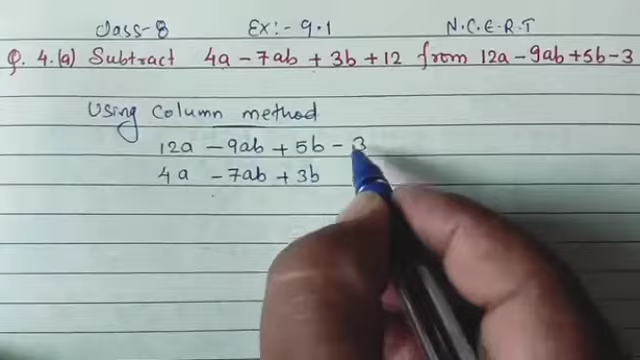 Class-8 Ex:- 9.1 N.C.E.R.T
Q. 4.(a) Subtract 4a - 7ab + 3b + 12 from 12a - 9ab + 5b - 3
Using Column method
12a - 9ab + 5b - 3
4a - 7ab + 3b